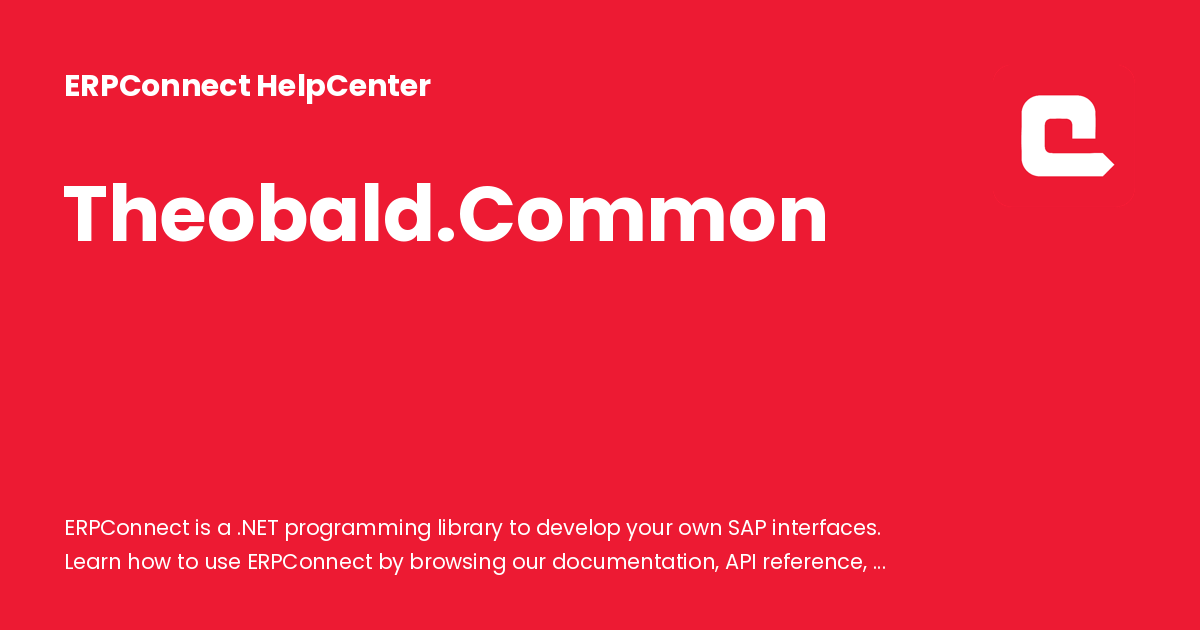 ERPConnect HelpCenter
Theobald.Common
ERPConnect is a .NET programming library to develop your own SAP interfaces.
Learn how to use ERPConnect by browsing our documentation, API reference, ...